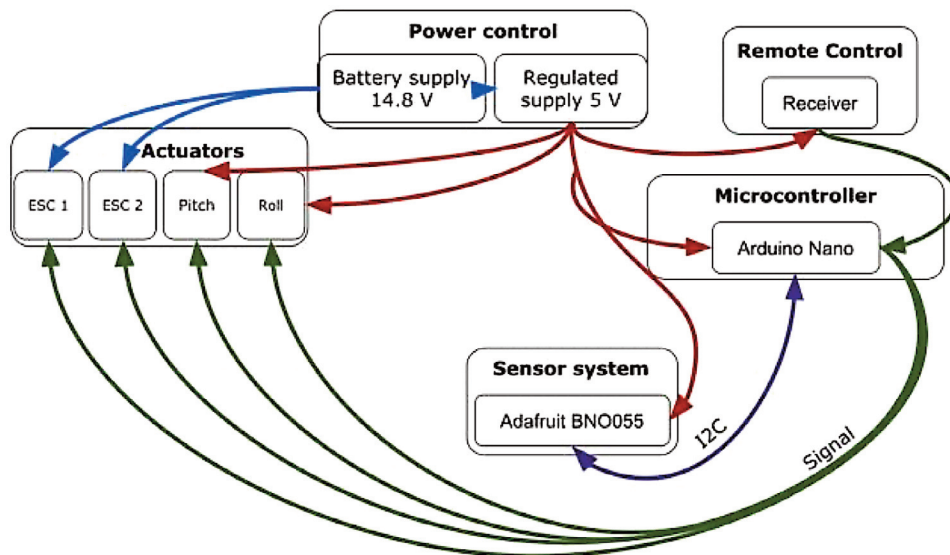 Power control
Battery supply
14.8 V
Regulated
supply 5 V
Remote Control
Receiver
Actuators
ESC 1
ESC 2
Pitch
Roll
Microcontroller
Arduino Nano
Sensor system
Adafruit BNO055
I2C
Signal